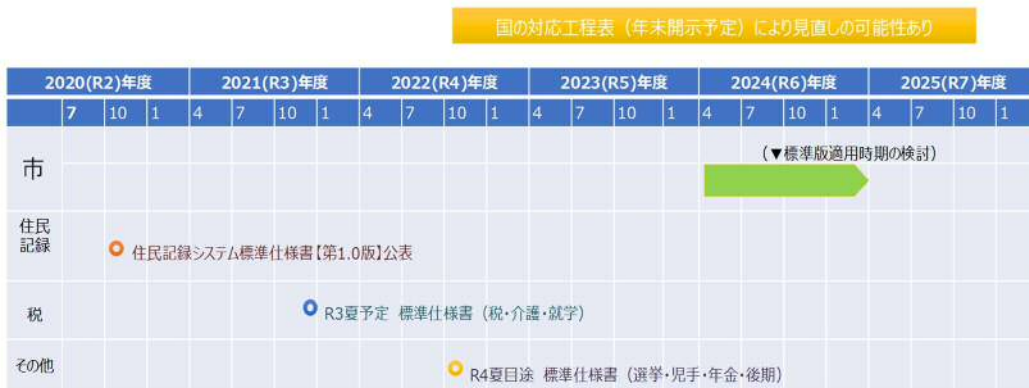 国の対応工程表（年末開示予定）により見直しの可能性あり
2020(R2)年度 2021(R3)年度 2022(R4)年度 2023(R5)年度 2024(R6)年度 2025(R7)年度
7 10 1 4 7 10 1 4 7 10 1 4 7 10 1 4 7 10 1 4 7 10 1
（▼標準版適用時期の検討）
市
住民
記録
住民記録システム標準仕様書【第1.0版】公表
税
R3夏予定 標準仕様書（税・介護・就学）
その他
R4夏目途 標準仕様書（選挙・児手・年金・後期）